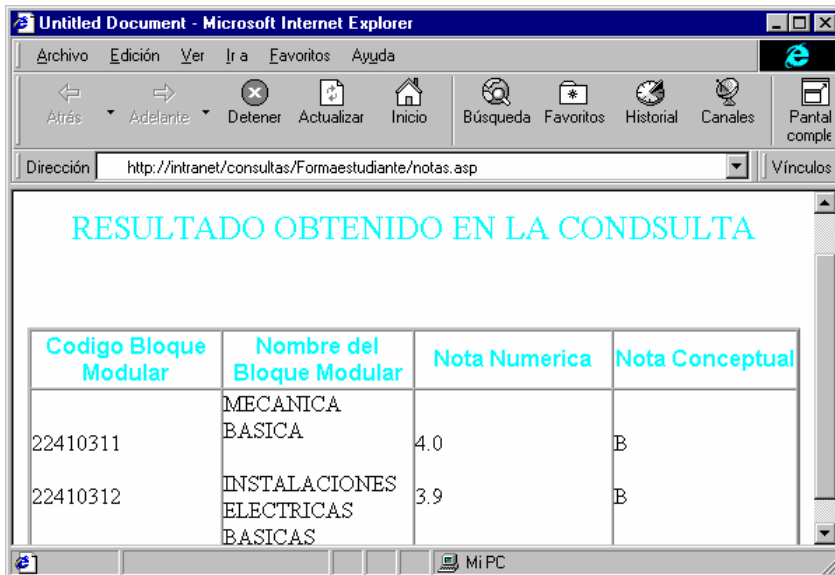 Untitled Document - Microsoft Internet Explorer
Archivo Edición Ver Ir a Favoritos Ayuda
Atrás Adelante Detener Actualizar Inicio Búsqueda Favoritos Historial Canales Pantal
comple
Dirección http://intranet/consultas/Formaestudiante/notas.asp Vínculos
RESULTADO OBTENIDO EN LA CONDSULTA
Codigo Bloque
Modular
Nombre del
Bloque Modular
Nota Numerica
Nota Conceptual
22410311
MECANICA
BASICA
4.0
B
22410312
INSTALACIONES
ELECTRICAS
BASICAS
3.9
B
Mi PC